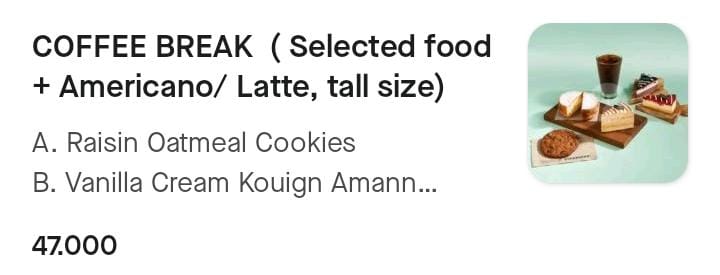 COFFEE BREAK ( Selected food
+ Americano/ Latte, tall size)
A. Raisin Oatmeal Cookies
B. Vanilla Cream Kouign Amann...
47.000